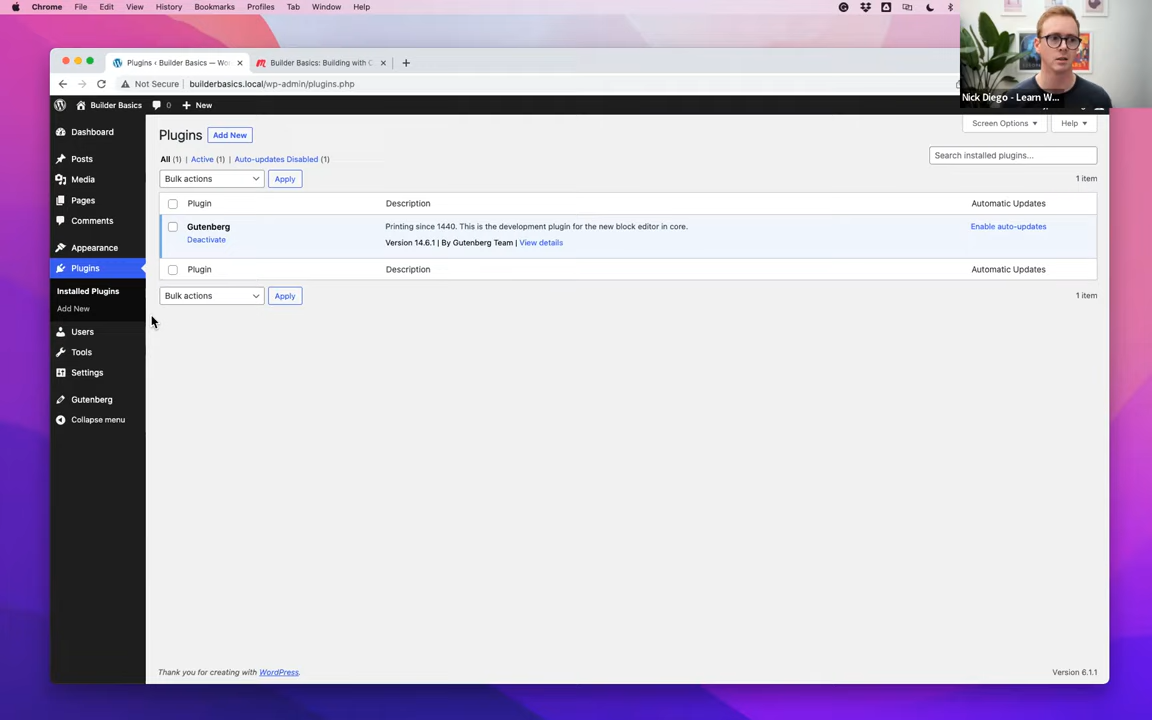 Chrome File Edit View History Bookmarks Profiles Tab Window Help
Plugins ‹ Builder Basics — Wo
Builder Basics: Building with C
Not Secure builderbasics.local/wp-admin/plugins.php
Nick Diego - Learn W...
Builder Basics 0 New
Screen Options Help
Dashboard
Posts
Media
Pages
Comments
Appearance
Plugins
Installed Plugins
Add New
Users
Tools
Settings
Gutenberg
Collapse menu
Plugins Add New
All (1) | Active (1) | Auto-updates Disabled (1)
Search installed plugins...
Bulk actions Apply
1 item
Plugin Description Automatic Updates
Gutenberg
Deactivate
Printing since 1440. This is the development plugin for the new block editor in core.
Version 14.6.1 | By Gutenberg Team | View details
Enable auto-updates
Plugin Description Automatic Updates
Bulk actions Apply
1 item
Thank you for creating with WordPress.
Version 6.1.1